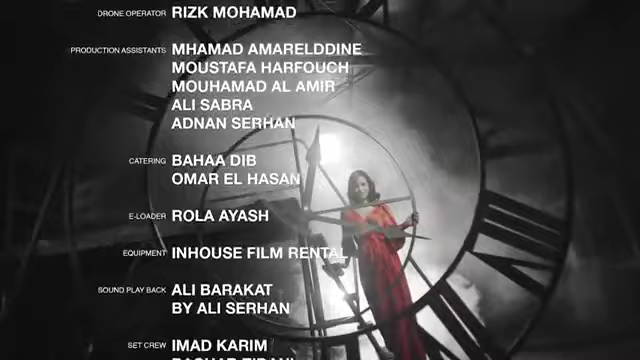 DRONE OPERATOR RIZK MOHAMAD
PRODUCTION ASSISTANTS MHAMAD AMARELDDINE
MOUSTAFA HARFOUCH
MOUHAMAD AL AMIR
ALI SABRA
ADNAN SERHAN
CATERING BAHAA DIB
OMAR EL HASAN
E-LOADER ROLA AYASH
EQUIPMENT INHOUSE FILM RENTAL
SOUND PLAY BACK ALI BARAKAT
BY ALI SERHAN
SET CREW IMAD KARIM